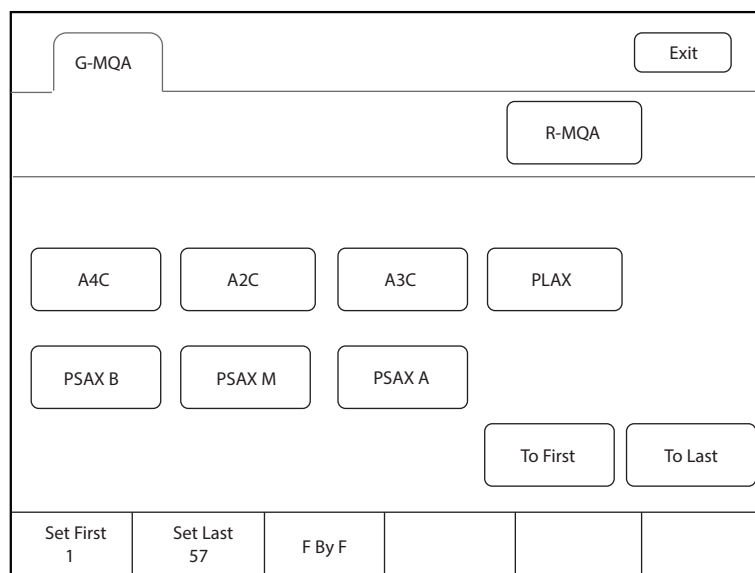 G-MQA
Exit
R-MQA
A4C
A2C
A3C
PLAX
PSAX B
PSAX M
PSAX A
To First
To Last
Set First
1
Set Last
57
F By F